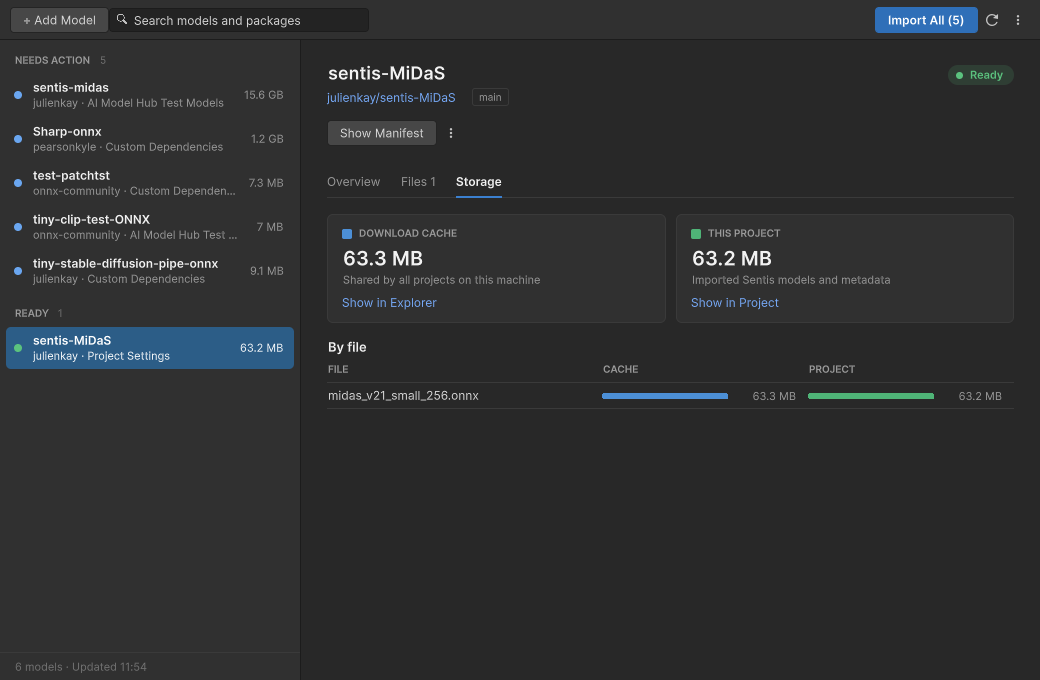 + Add Model
Search models and packages
Import All (5)
NEEDS ACTION 5
sentis-midas
julienkay · AI Model Hub Test Models
15.6 GB
Sharp-onnx
pearsonkyle · Custom Dependencies
1.2 GB
test-patchtst
onnx-community · Custom Dependen...
7.3 MB
tiny-clip-test-ONNX
onnx-community · AI Model Hub Test ...
7 MB
tiny-stable-diffusion-pipe-onnx
julienkay · Custom Dependencies
9.1 MB
READY 1
sentis-MiDaS
julienkay · Project Settings
63.2 MB
6 models · Updated 11:54
sentis-MiDaS
Ready
julienkay/sentis-MiDaS
main
Show Manifest
Overview Files 1 Storage
DOWNLOAD CACHE
63.3 MB
Shared by all projects on this machine
Show in Explorer
THIS PROJECT
63.2 MB
Imported Sentis models and metadata
Show in Project
By file
FILE CACHE PROJECT
midas_v21_small_256.onnx 63.3 MB 63.2 MB